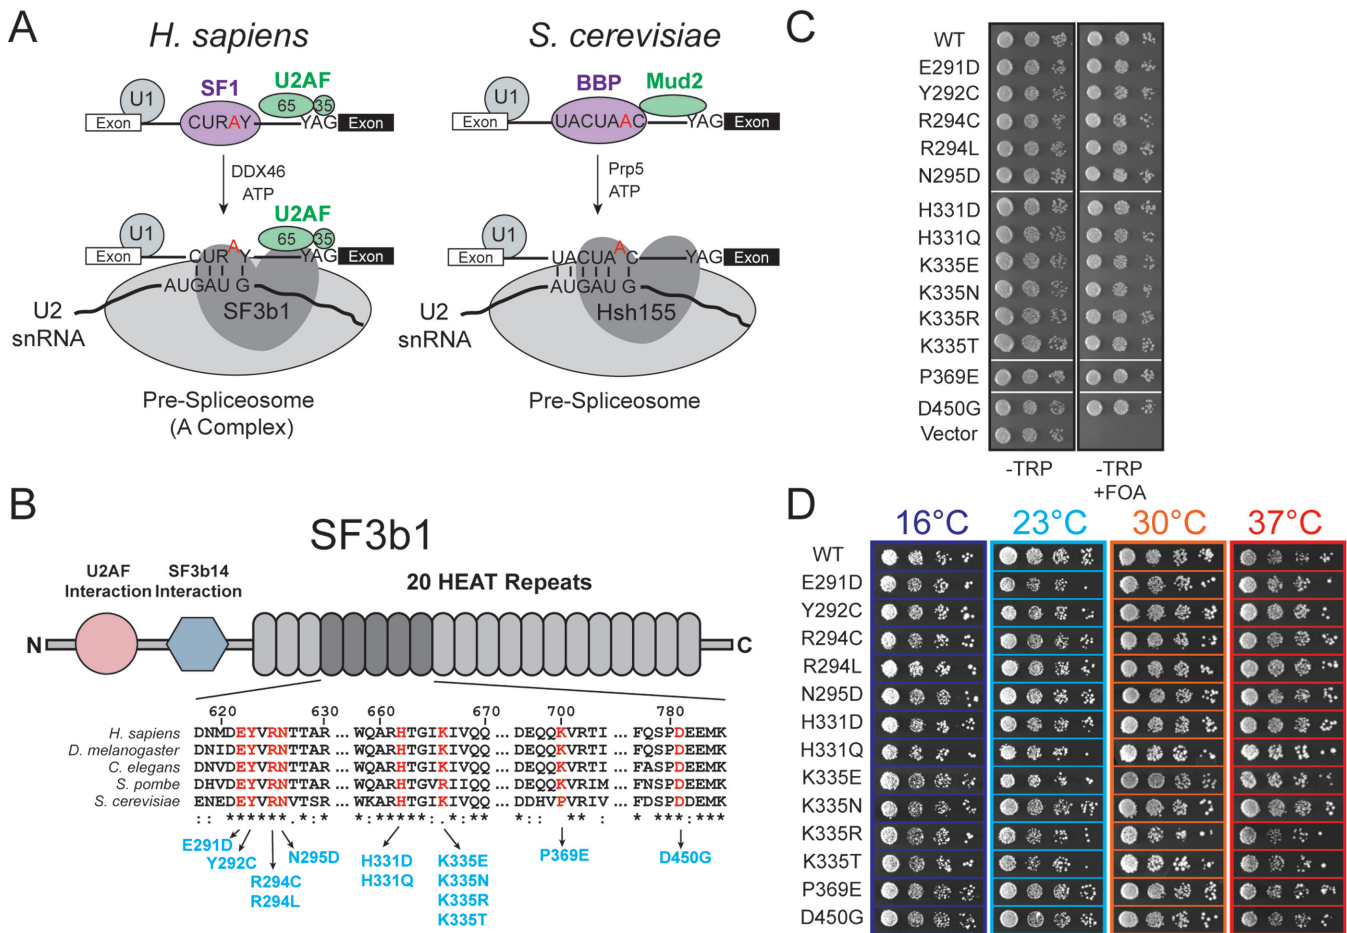 A
H. sapiens
S. cerevisiae
U1
SF1
U2AF
65
35
Exon
CURAY
YAG
Exon
DDX46
ATP
U1
U2AF
65
35
Exon
CUR
A
Y
YAG
Exon
AUGAU G
U2
snRNA
SF3b1
Pre-Spliceosome
(A Complex)
U1
BBP
Mud2
Exon
UACUAAC
YAG
Exon
Prp5
ATP
U1
Exon
UACUA
A
C
YAG
Exon
AUGAU G
U2
snRNA
Hsh155
Pre-Spliceosome
B
SF3b1
U2AF
Interaction
SF3b14
Interaction
20 HEAT Repeats
N
C
620 630 660 670 700 780
H. sapiens DNMDEYVRNTTAR ... WQARHTGIKIVQQ ... DEQQKVRTI ... FQSPDEEMK
D. melanogaster DNIDEYVRNTTAR ... WQARHTGIKIVQQ ... DEQQKVRTI ... FQSPDEEMK
C. elegans DNVDEYVRNTTAR ... WQARHTGIKIVQQ ... DEQQKVRTI ... FASPDEEMK
S. pombe DHVDEYVRNTTAR ... WQARHTGVRIVQQ ... DEQQKVRIM ... FNSPDEEMK
S. cerevisiae ENEDEYVRNVTSR ... WKARHTGIKIVQQ ... DDHVPVRIV ... FDSPDEEMK
E291D
Y292C
R294C
R294L
N295D
H331D
H331Q
K335E
K335N
K335R
K335T
P369E
D450G
C
WT
E291D
Y292C
R294C
R294L
N295D
H331D
H331Q
K335E
K335N
K335R
K335T
P369E
D450G
Vector
-TRP
-TRP
+FOA
D
16°C 23°C 30°C 37°C
WT
E291D
Y292C
R294C
R294L
N295D
H331D
H331Q
K335E
K335N
K335R
K335T
P369E
D450G